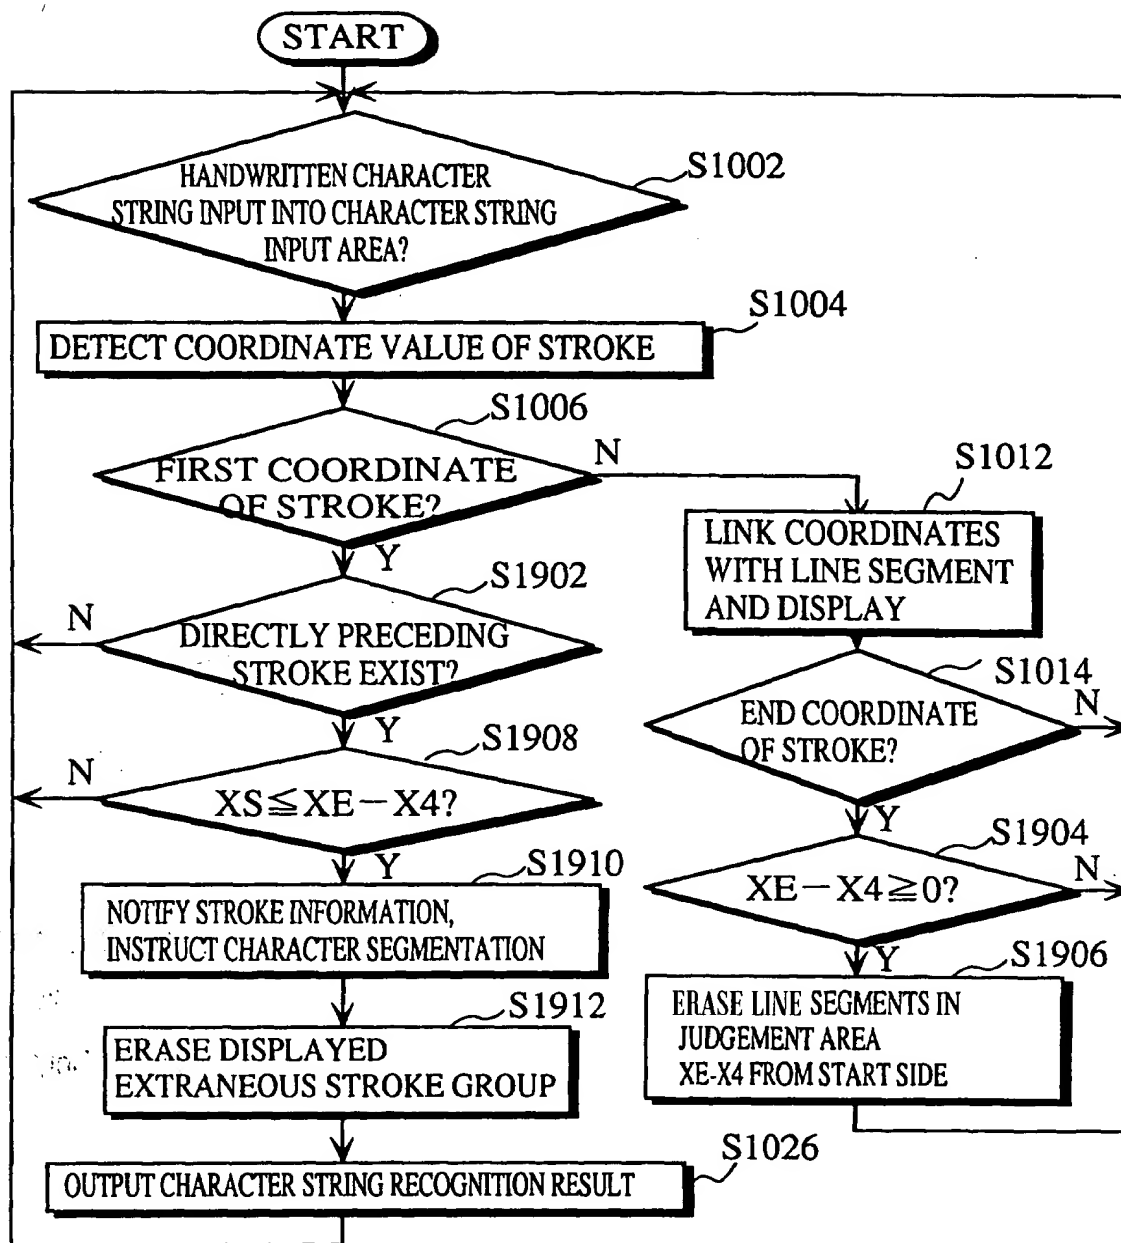 START
S1002
HANDWRITTEN CHARACTER
STRING INPUT INTO CHARACTER STRING
INPUT AREA?
S1004
DETECT COORDINATE VALUE OF STROKE
S1006
FIRST COORDINATE
OF STROKE?
N
Y
S1012
LINK COORDINATES
WITH LINE SEGMENT
AND DISPLAY
S1902
DIRECTLY PRECEDING
STROKE EXIST?
N
Y
S1014
END COORDINATE
OF STROKE?
N
Y
S1908
XS≦XE－X4?
N
Y
S1904
XE－X4≧0?
N
Y
S1910
NOTIFY STROKE INFORMATION,
INSTRUCT CHARACTER SEGMENTATION
S1906
ERASE LINE SEGMENTS IN
JUDGEMENT AREA
XE-X4 FROM START SIDE
S1912
ERASE DISPLAYED
EXTRANEOUS STROKE GROUP
S1026
OUTPUT CHARACTER STRING RECOGNITION RESULT